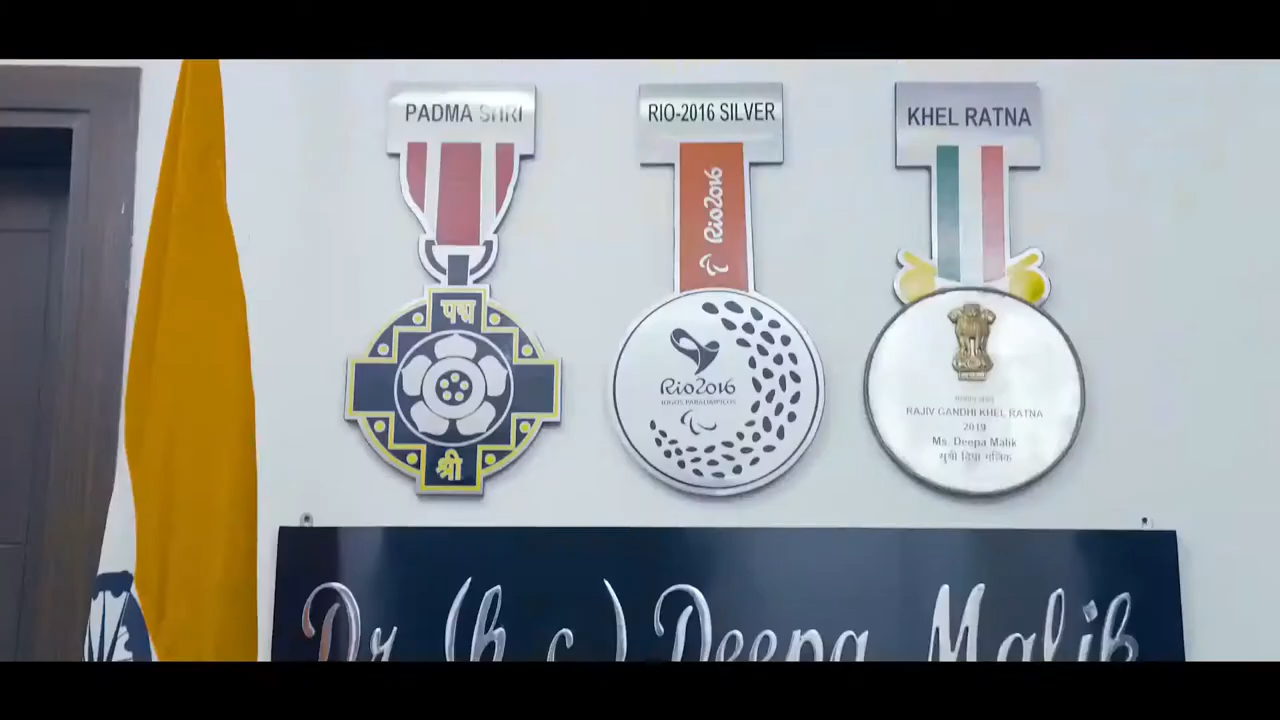 PADMA SHRI
पद्म
श्री
RIO-2016 SILVER
Rio2016
Rio2016
JOGOS PARALÍMPICOS
KHEL RATNA
RAJIV GANDHI KHEL RATNA
2019
Ms. Deepa Malik
सुश्री दीपा मलिक
Dr (h c) Deepa Malik